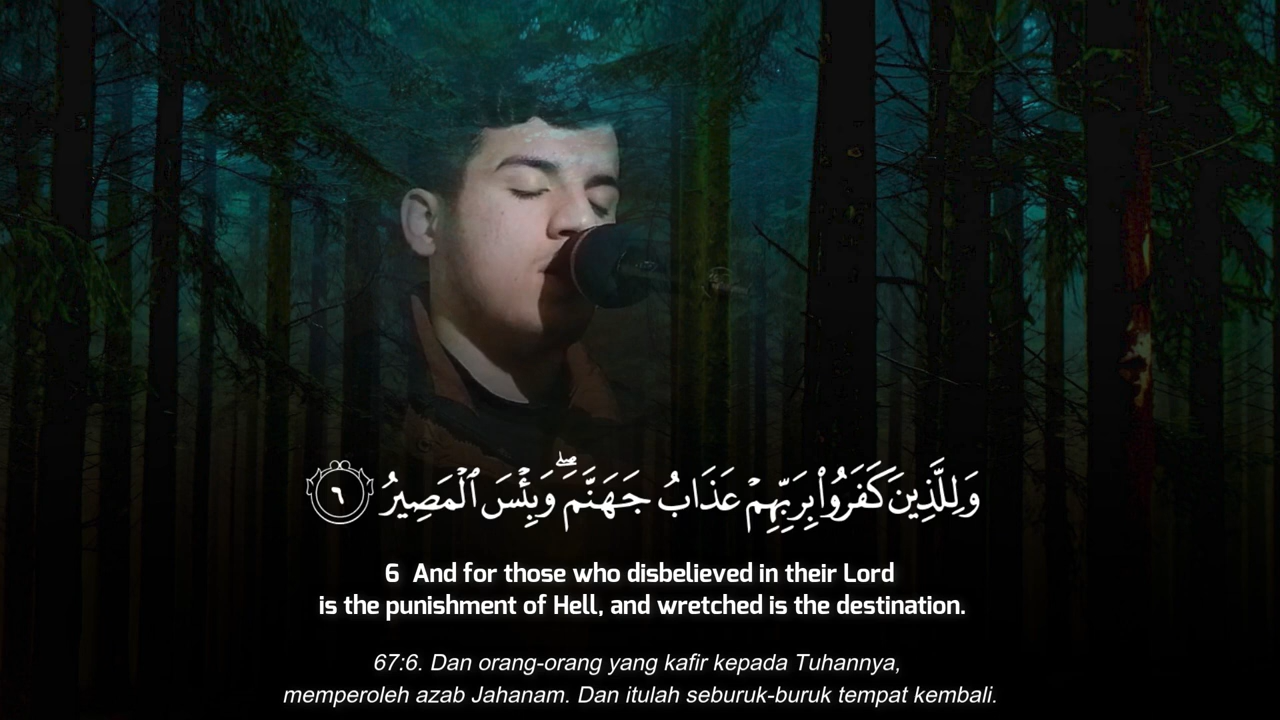 وَلِلَّذِينَ كَفَرُوا۟ بِرَبِّهِمْ عَذَابُ جَهَنَّمَ ۖ وَبِئْسَ ٱلْمَصِيرُ ٦
6 And for those who disbelieved in their Lord
is the punishment of Hell, and wretched is the destination.
67:6. Dan orang-orang yang kafir kepada Tuhannya,
memperoleh azab Jahanam. Dan itulah seburuk-buruk tempat kembali.